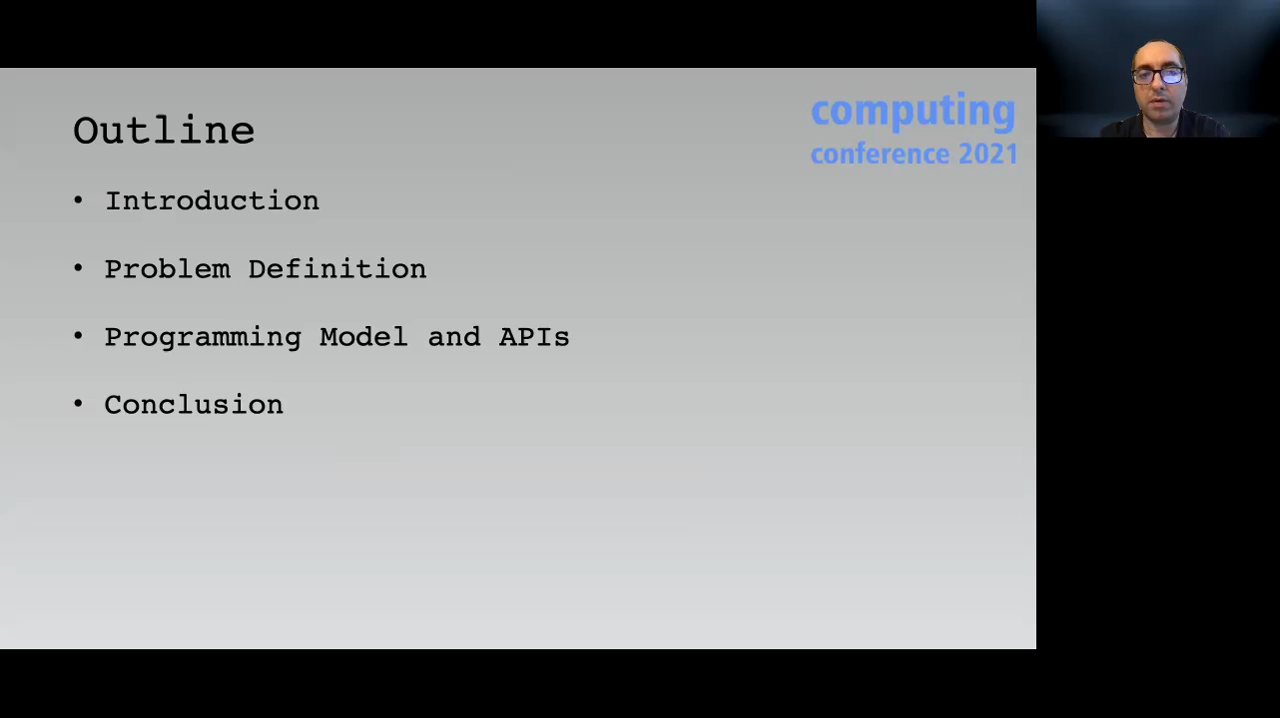 Outline
computing
conference 2021
• Introduction
• Problem Definition
• Programming Model and APIs
• Conclusion